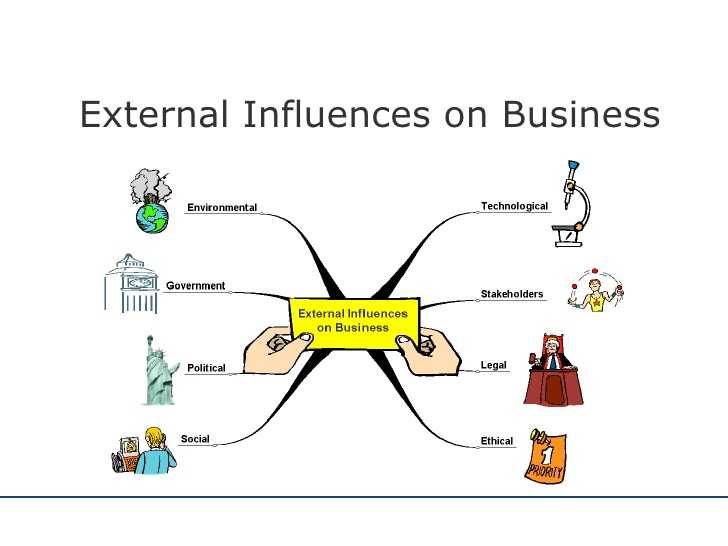 External Influences on Business
Environmental
Technological
Government
Stakeholders
External Influences
on Business
Political
Legal
Social
Ethical
1
PRIORITY